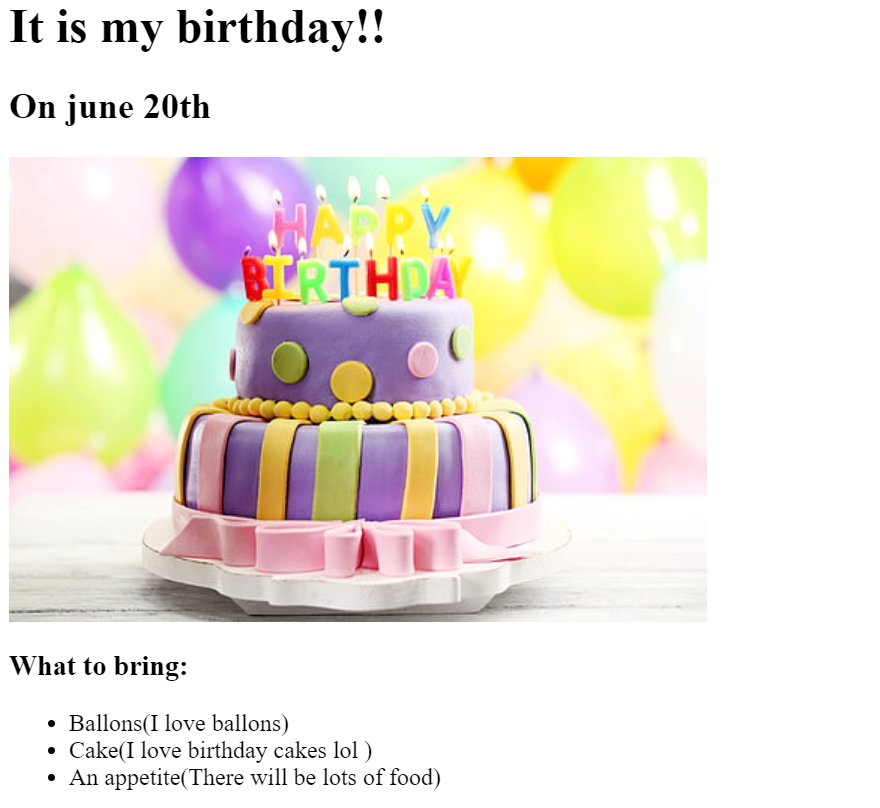 It is my birthday!!
On june 20th
HAPPY
BIRTHDAY
What to bring:
Ballons(I love ballons)
Cake(I love birthday cakes lol )
An appetite(There will be lots of food)